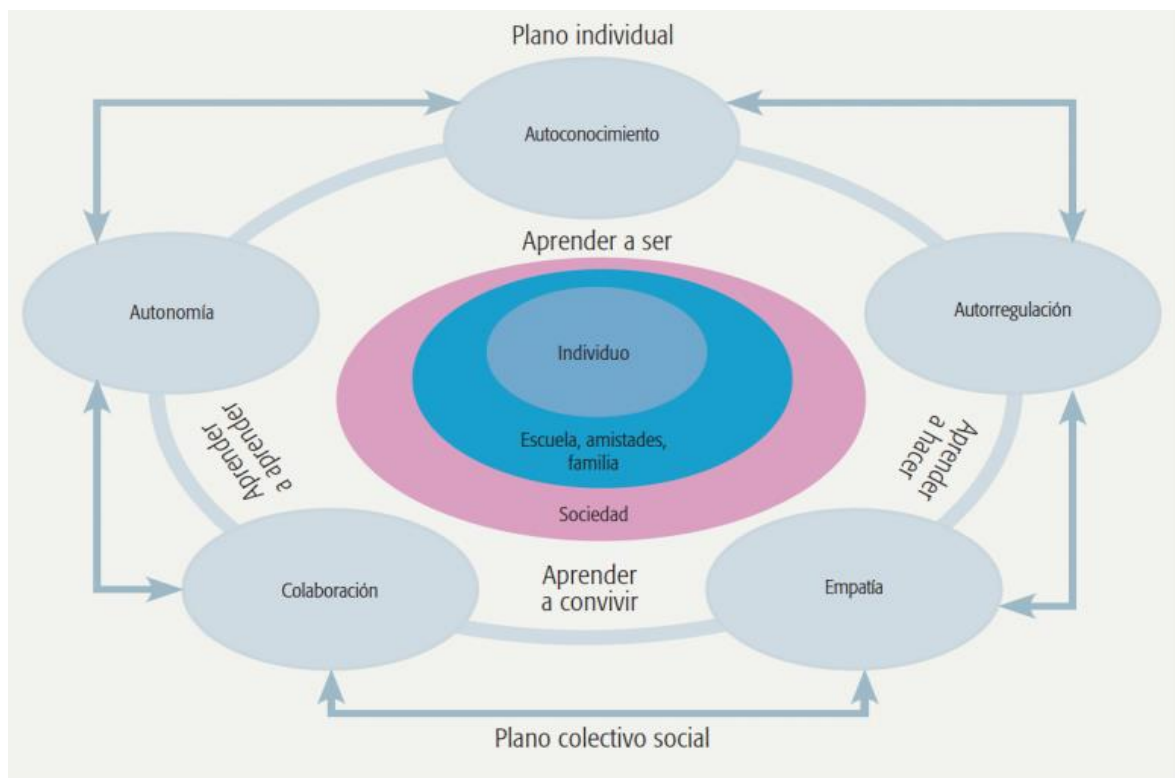 Plano individual
Autoconocimiento
Aprender a ser
Autonomía
Autorregulación
Individuo
Escuela, amistades,
familia
Sociedad
Aprender
a aprender
Aprender
a hacer
Colaboración
Aprender
a convivir
Empatía
Plano colectivo social